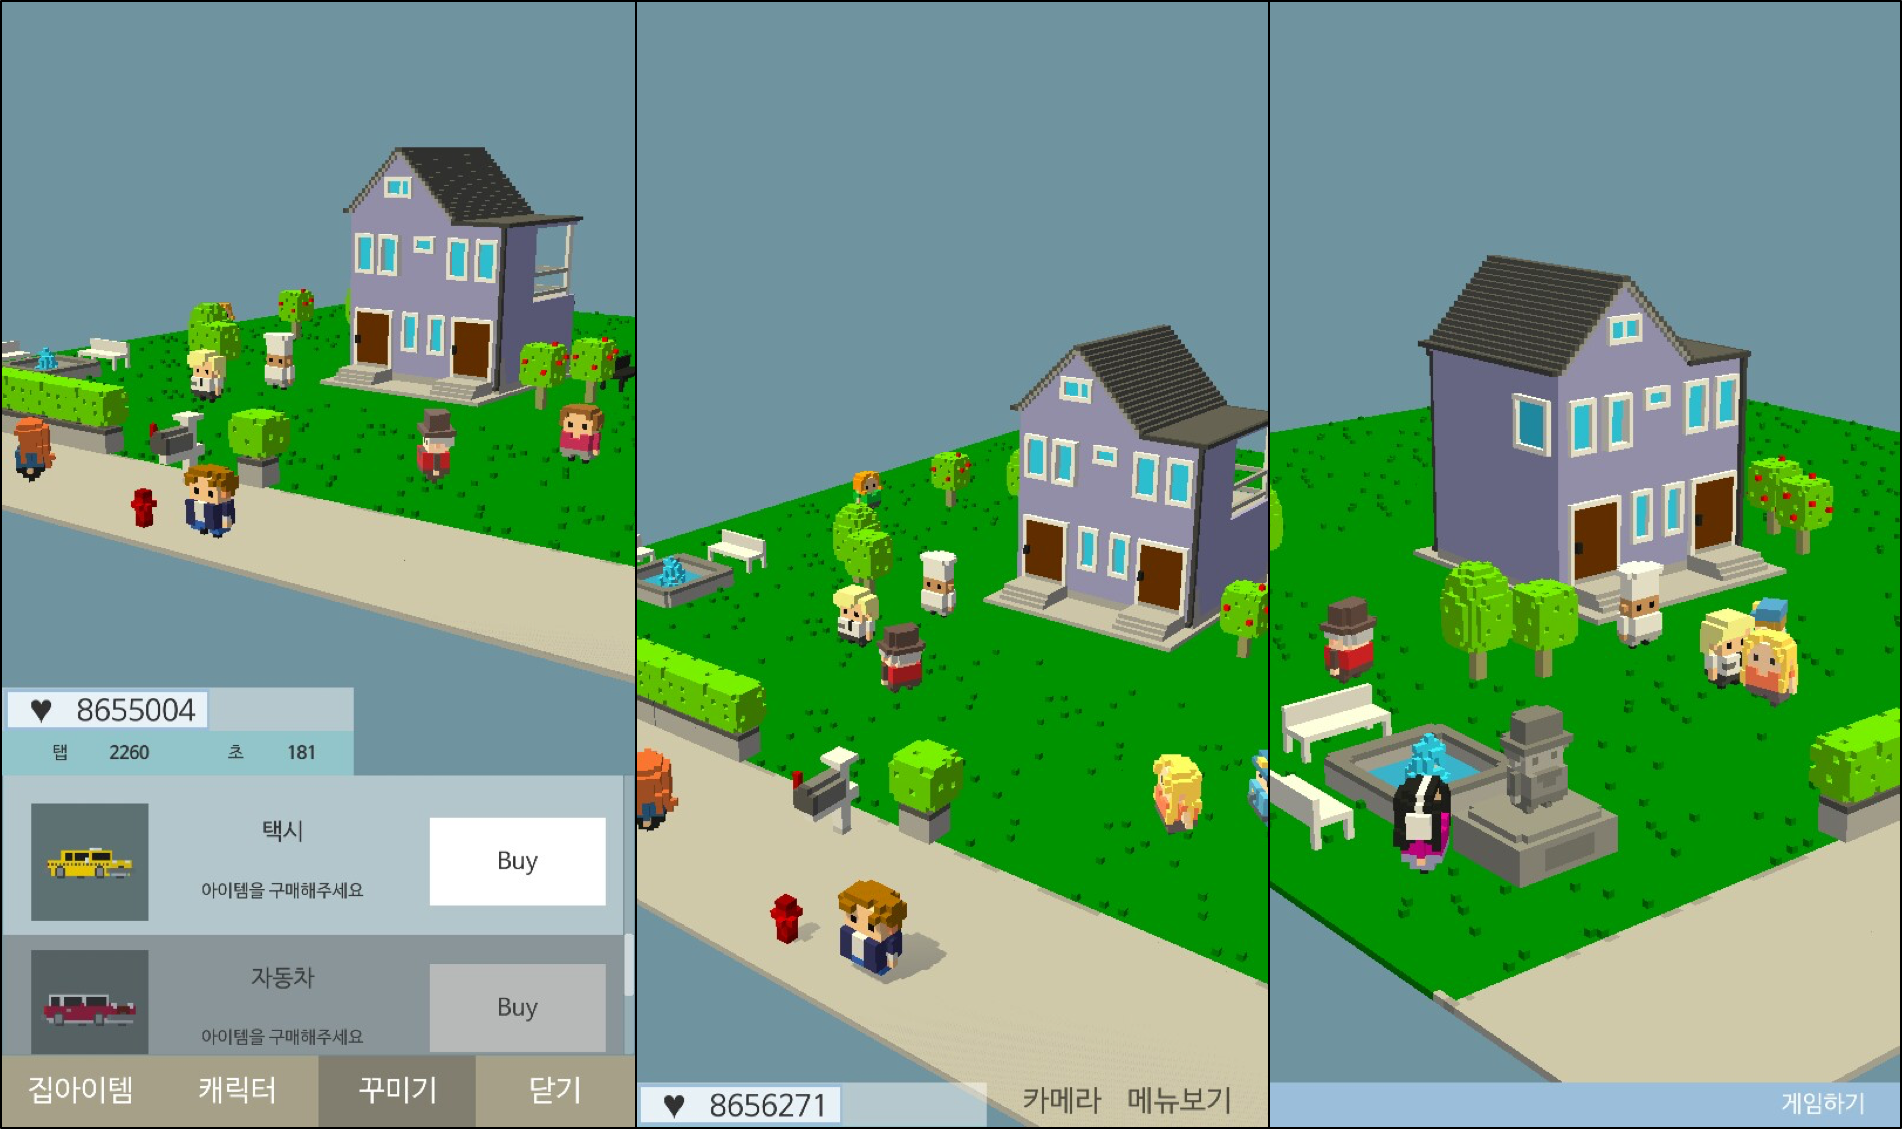 ♥ 8655004
탭 2260 초 181
택시
아이템을 구매해주세요
Buy
자동차
아이템을 구매해주세요
Buy
집아이템 캐릭터 꾸미기 닫기
♥ 8656271
카메라 메뉴보기
게임하기